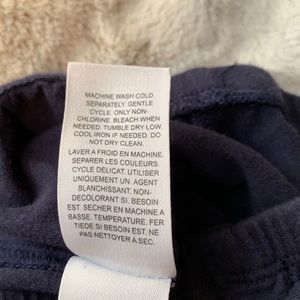 MACHINE WASH COLD
SEPARATELY. GENTLE
CYCLE. ONLY NON-
CHLORINE. BLEACH WHEN
NEEDED. TUMBLE DRY LOW.
COOL IRON IF NEEDED. DO
NOT DRY CLEAN.
LAVER A FROID EN MACHINE.
SEPARER LES COULEURS
CYCLE DELICAT. UTILISER
UNIQUEMENT UN. AGENT
BLANCHISSANT. NON-
DECOLORANT SI BESOIN
EST. SECHER EN MACHINE A
BASSE. TEMPERATURE. FER
TIEDE SI BESOIN EST DU
PAS NETTOYER A SEC.